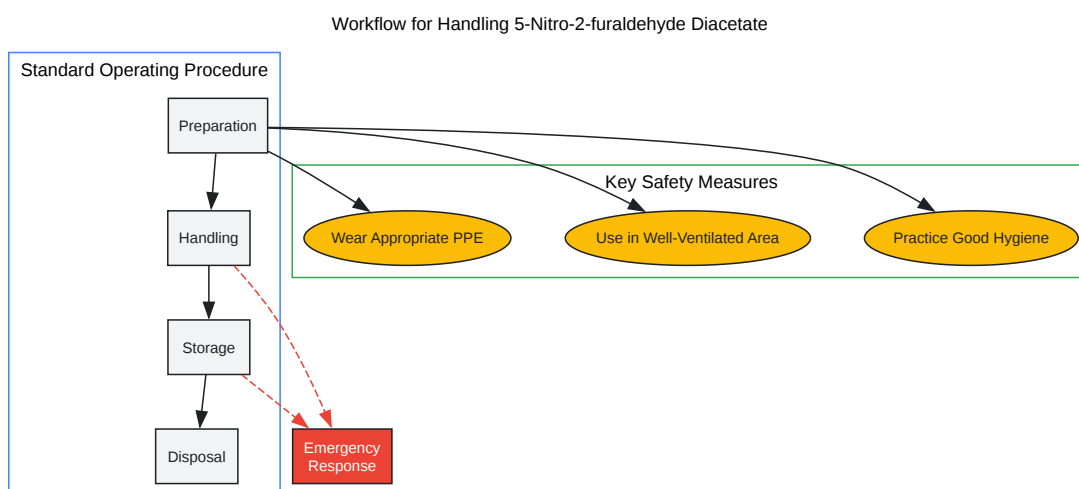 Workflow for Handling 5-Nitro-2-furaldehyde Diacetate
Standard Operating Procedure
Preparation
Key Safety Measures
Handling
Wear Appropriate PPE
Use in Well-Ventilated Area
Practice Good Hygiene
Storage
Disposal
Emergency
Response